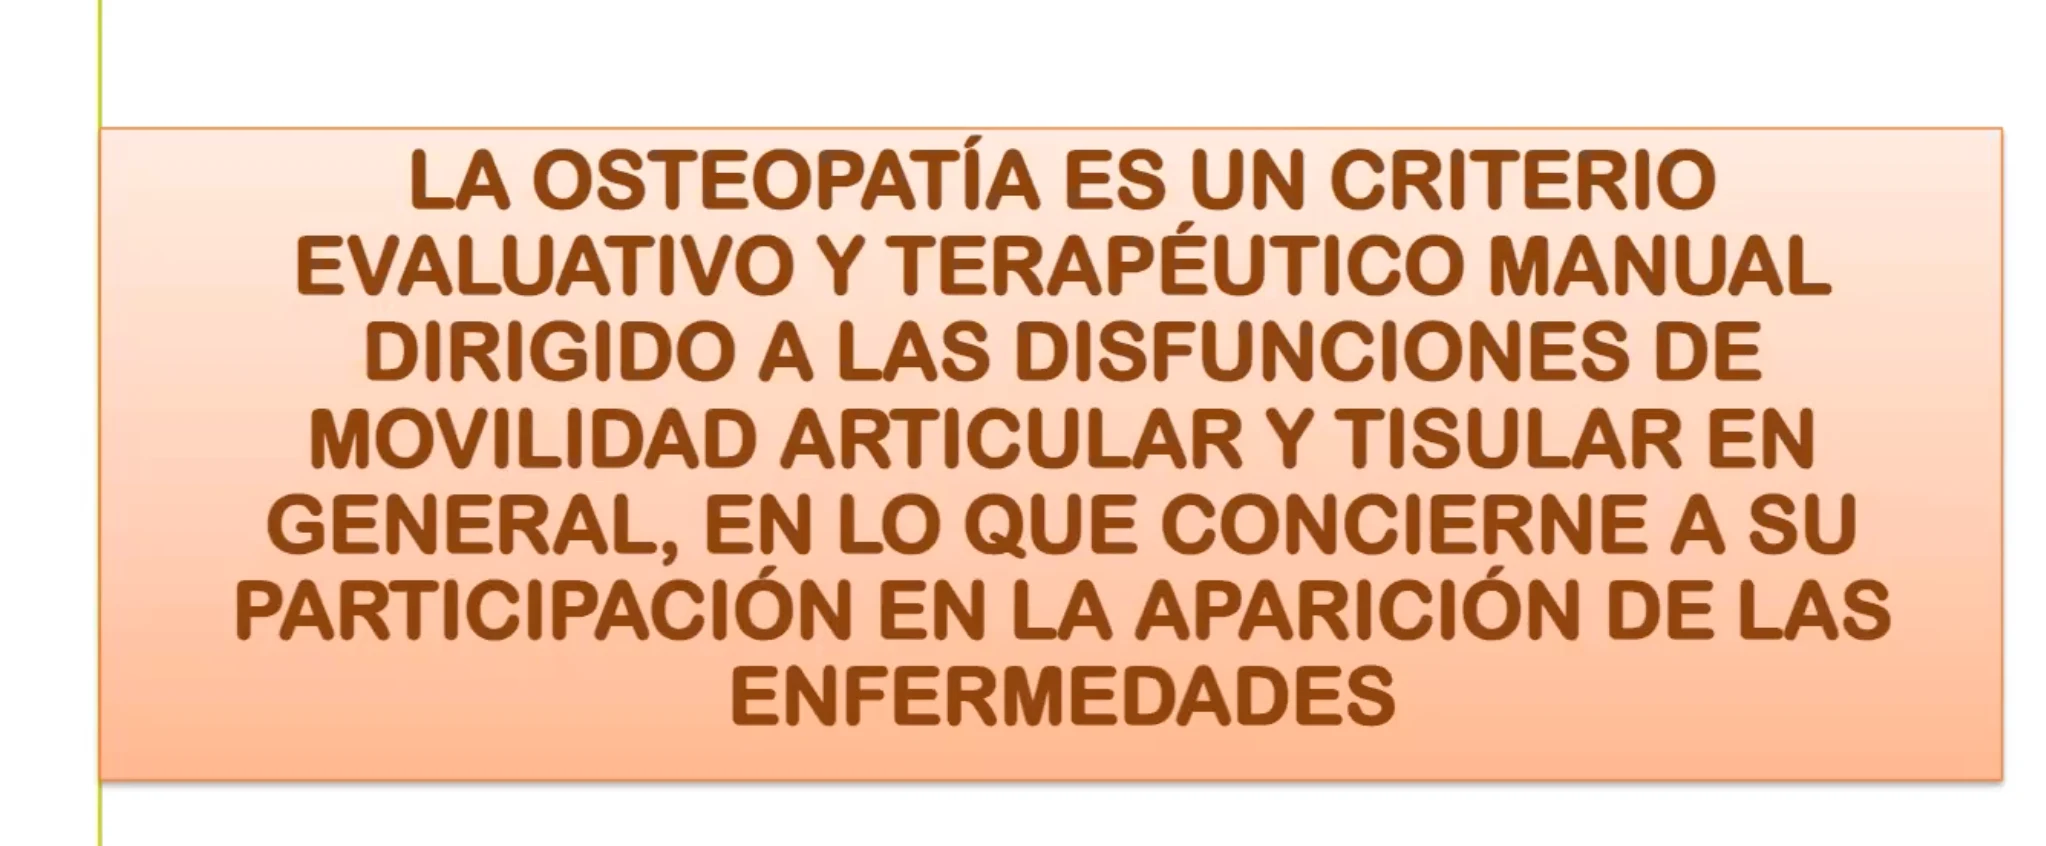 LA OSTEOPATÍA ES UN CRITERIO
EVALUATIVO Y TERAPÉUTICO MANUAL
DIRIGIDO A LAS DISFUNCIONES DE
MOVILIDAD ARTICULAR Y TISULAR EN
GENERAL, EN LO QUE CONCIERNE A SU
PARTICIPACIÓN EN LA APARICIÓN DE LAS
ENFERMEDADES